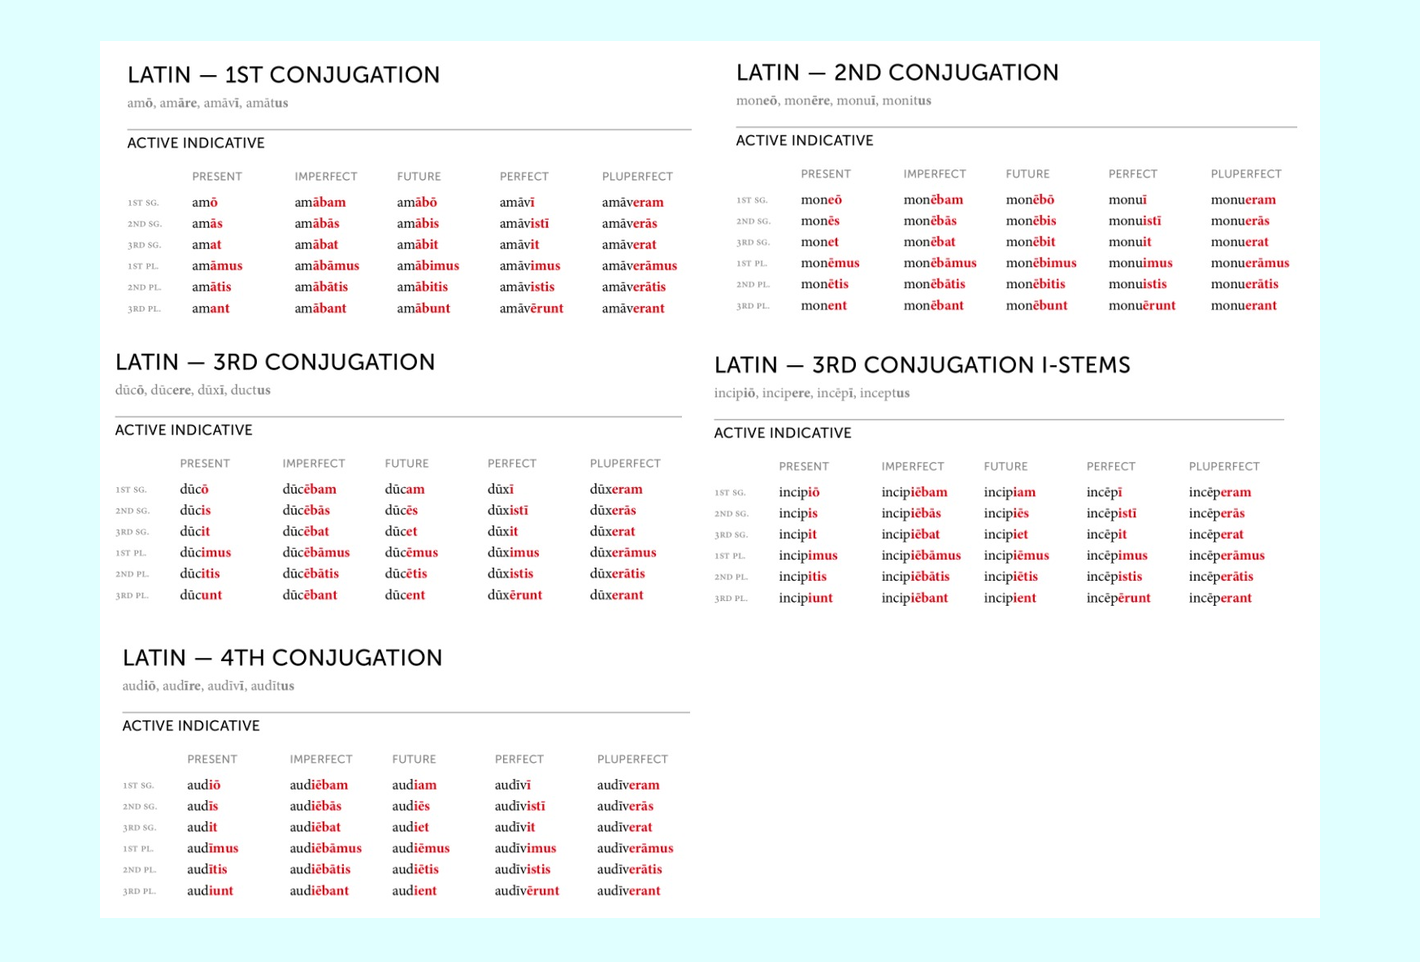 LATIN — 1ST CONJUGATION
amō, amāre, amāvī, amātus
ACTIVE INDICATIVE
PRESENT IMPERFECT FUTURE PERFECT PLUPERFECT
1ST SG. amō amābam amābō amāvī amāveram
2ND SG. amās amābās amābis amāvistī amāverās
3RD SG. amat amābat amābit amāvit amāverat
1ST PL. amāmus amābāmus amābimus amāvimus amāverāmus
2ND PL. amātis amābātis amābitis amāvistis amāverātis
3RD PL. amant amābant amābunt amāvērunt amāverant
LATIN — 2ND CONJUGATION
moneō, monēre, monuī, monitus
ACTIVE INDICATIVE
PRESENT IMPERFECT FUTURE PERFECT PLUPERFECT
1ST SG. moneō monēbam monēbō monuī monueram
2ND SG. monēs monēbās monēbis monuistī monuerās
3RD SG. monet monēbat monēbit monuit monuerat
1ST PL. monēmus monēbāmus monēbimus monuimus monuerāmus
2ND PL. monētis monēbātis monēbitis monuistis monuerātis
3RD PL. monent monēbant monēbunt monuērunt monuerant
LATIN — 3RD CONJUGATION
dūcō, dūcere, dūxī, ductus
ACTIVE INDICATIVE
PRESENT IMPERFECT FUTURE PERFECT PLUPERFECT
1ST SG. dūcō dūcēbam dūcam dūxī dūxeram
2ND SG. dūcis dūcēbās dūcēs dūxistī dūxerās
3RD SG. dūcit dūcēbat dūcet dūxit dūxerat
1ST PL. dūcimus dūcēbāmus dūcēmus dūximus dūxerāmus
2ND PL. dūcitis dūcēbātis dūcētis dūxistis dūxerātis
3RD PL. dūcunt dūcēbant dūcent dūxērunt dūxerant
LATIN — 3RD CONJUGATION I-STEMS
incipiō, incipere, incēpī, inceptus
ACTIVE INDICATIVE
PRESENT IMPERFECT FUTURE PERFECT PLUPERFECT
1ST SG. incipiō incipiēbam incipiam incēpī incēperam
2ND SG. incipis incipiēbās incipiēs incēpistī incēperās
3RD SG. incipit incipiēbat incipiet incēpit incēperat
1ST PL. incipimus incipiēbāmus incipiēmus incēpimus incēperāmus
2ND PL. incipitis incipiēbātis incipiētis incēpistis incēperātis
3RD PL. incipiunt incipiēbant incipient incēpērunt incēperant
LATIN — 4TH CONJUGATION
audiō, audīre, audīvī, audītus
ACTIVE INDICATIVE
PRESENT IMPERFECT FUTURE PERFECT PLUPERFECT
1ST SG. audiō audiēbam audiam audīvī audīveram
2ND SG. audīs audiēbās audiēs audīvistī audīverās
3RD SG. audit audiēbat audiet audīvit audīverat
1ST PL. audīmus audiēbāmus audiēmus audīvimus audīverāmus
2ND PL. audītis audiēbātis audiētis audīvistis audīverātis
3RD PL. audiunt audiēbant audient audīvērunt audīverant